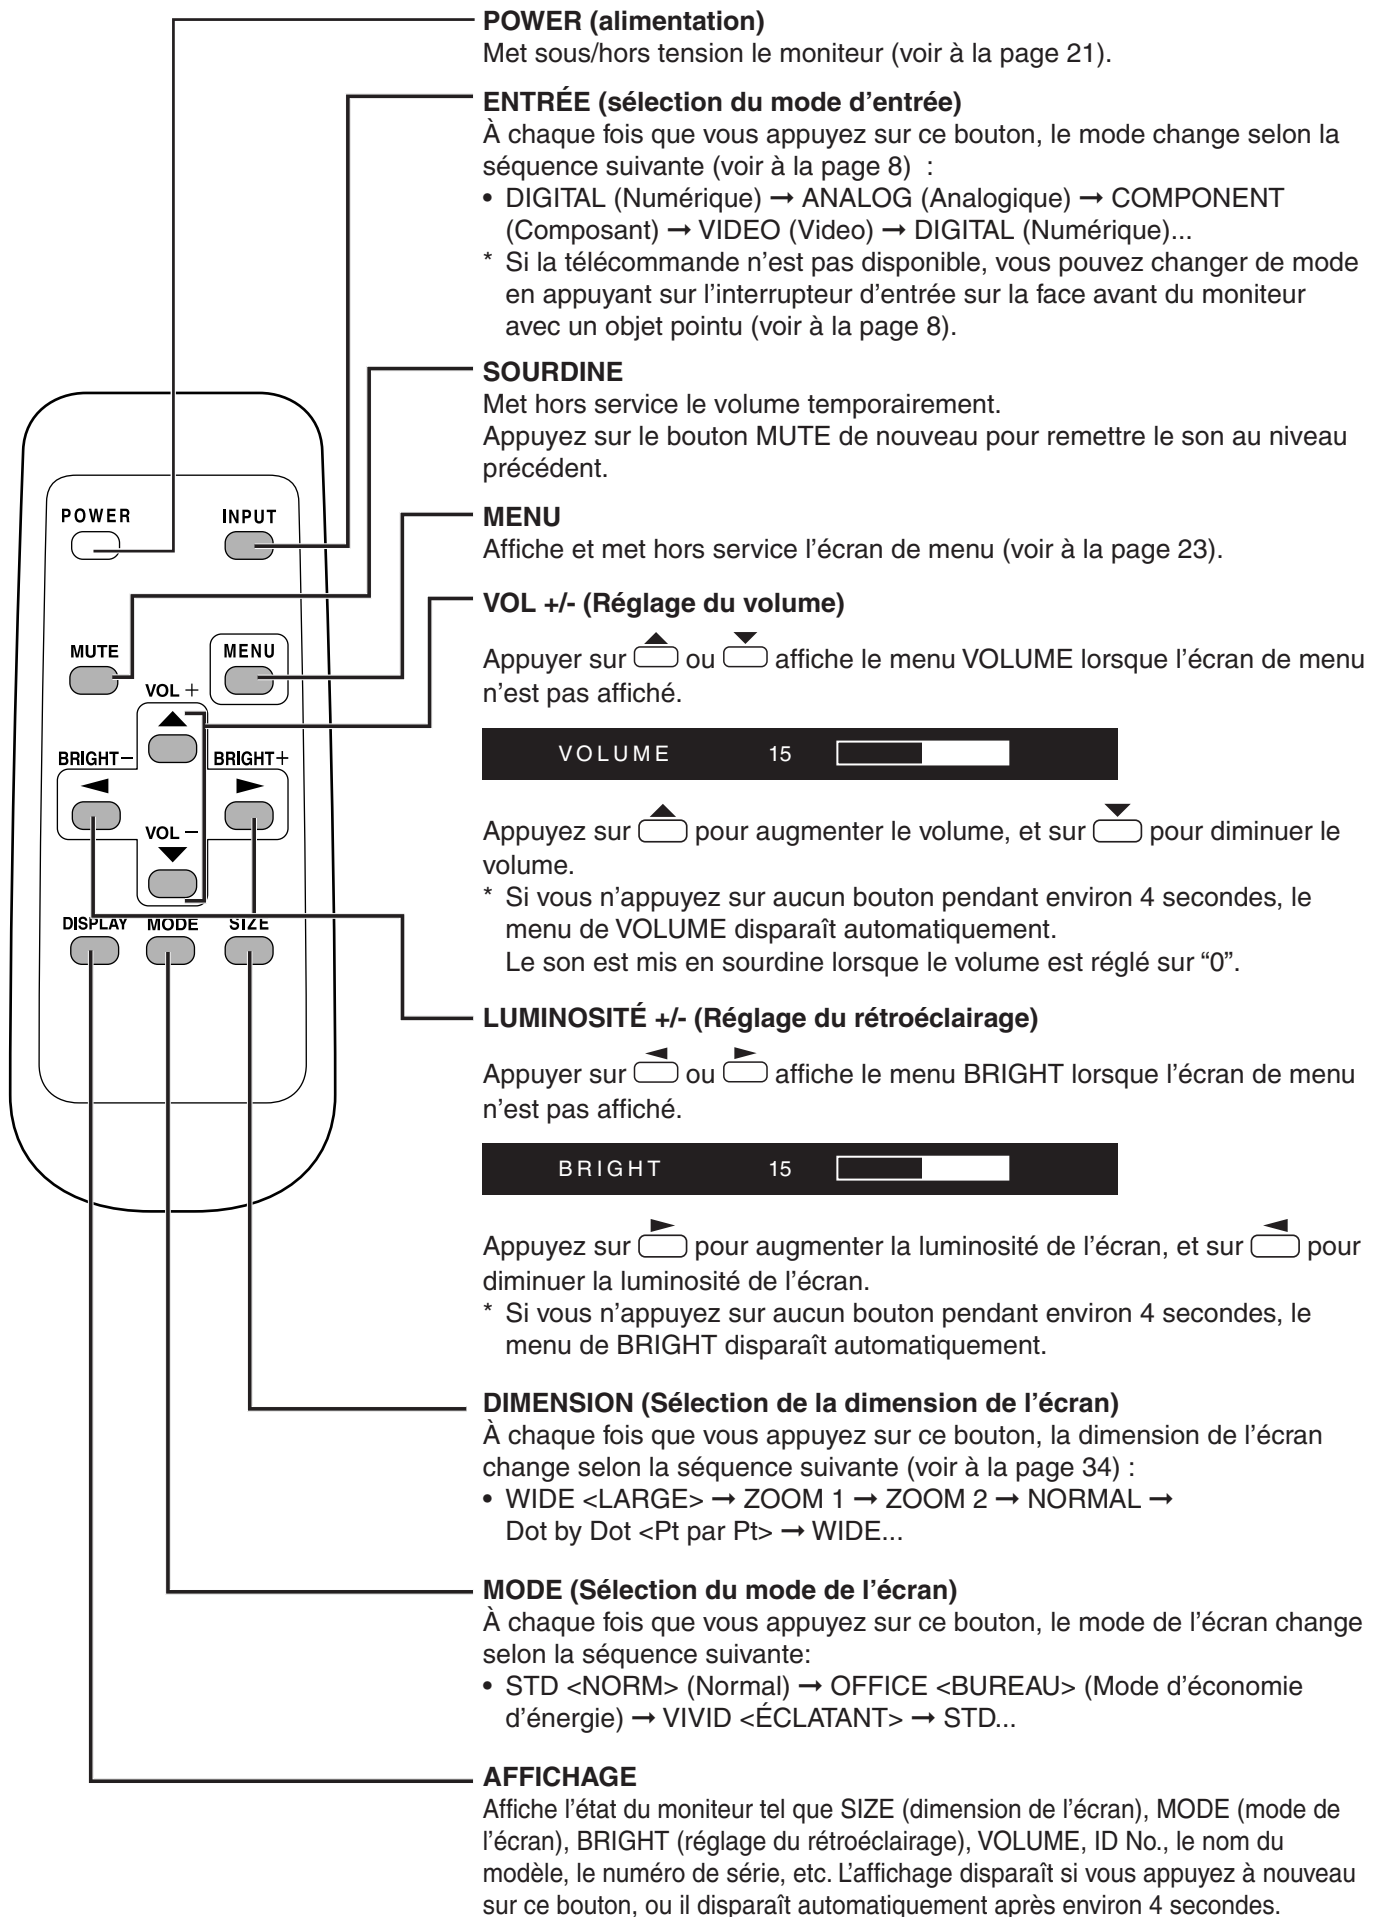 POWER (alimentation)
Met sous/hors tension le moniteur (voir à la page 21).
ENTRÉE (sélection du mode d’entrée)
À chaque fois que vous appuyez sur ce bouton, le mode change selon la
séquence suivante (voir à la page 8) :
• DIGITAL (Numérique) ➞ ANALOG (Analogique) ➞ COMPONENT
(Composant) ➞ VIDEO (Video) ➞ DIGITAL (Numérique)...
* Si la télécommande n’est pas disponible, vous pouvez changer de mode
en appuyant sur l’interrupteur d’entrée sur la face avant du moniteur
avec un objet pointu (voir à la page 8).
SOURDINE
Met hors service le volume temporairement.
Appuyez sur le bouton MUTE de nouveau pour remettre le son au niveau
précédent.
MENU
Affiche et met hors service l’écran de menu (voir à la page 23).
VOL +/- (Réglage du volume)
Appuyer sur ▲ ou ▼ affiche le menu VOLUME lorsque l’écran de menu
n’est pas affiché.
VOLUME 15
Appuyez sur ▲ pour augmenter le volume, et sur ▼ pour diminuer le
volume.
* Si vous n’appuyez sur aucun bouton pendant environ 4 secondes, le
menu de VOLUME disparaît automatiquement.
Le son est mis en sourdine lorsque le volume est réglé sur “0”.
LUMINOSITÉ +/- (Réglage du rétroéclairage)
Appuyer sur ◄ ou ► affiche le menu BRIGHT lorsque l’écran de menu
n’est pas affiché.
BRIGHT 15
Appuyez sur ► pour augmenter la luminosité de l’écran, et sur ◄ pour
diminuer la luminosité de l’écran.
* Si vous n’appuyez sur aucun bouton pendant environ 4 secondes, le
menu de BRIGHT disparaît automatiquement.
DIMENSION (Sélection de la dimension de l’écran)
À chaque fois que vous appuyez sur ce bouton, la dimension de l’écran
change selon la séquence suivante (voir à la page 34) :
• WIDE <LARGE> ➞ ZOOM 1 ➞ ZOOM 2 ➞ NORMAL ➞
Dot by Dot <Pt par Pt> ➞ WIDE...
MODE (Sélection du mode de l’écran)
À chaque fois que vous appuyez sur ce bouton, le mode de l’écran change
selon la séquence suivante:
• STD <NORM> (Normal) ➞ OFFICE <BUREAU> (Mode d’économie
d’énergie) ➞ VIVID <ÉCLATANT> ➞ STD...
AFFICHAGE
Affiche l’état du moniteur tel que SIZE (dimension de l’écran), MODE (mode de
l’écran), BRIGHT (réglage du rétroéclairage), VOLUME, ID No., le nom du
modèle, le numéro de série, etc. L’affichage disparaît si vous appuyez à nouveau
sur ce bouton, ou il disparaît automatiquement après environ 4 secondes.
POWER INPUT
MUTE MENU
VOL +
BRIGHT− BRIGHT+
◄ ►
VOL −
DISPLAY MODE SIZE